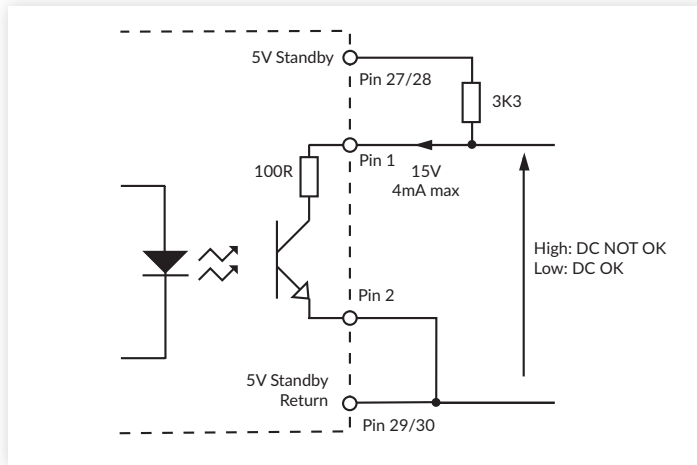 5V Standby
Pin 27/28
3K3
100R
Pin 1
15V
4mA max
High: DC NOT OK
Low: DC OK
Pin 2
5V Standby
Return
Pin 29/30